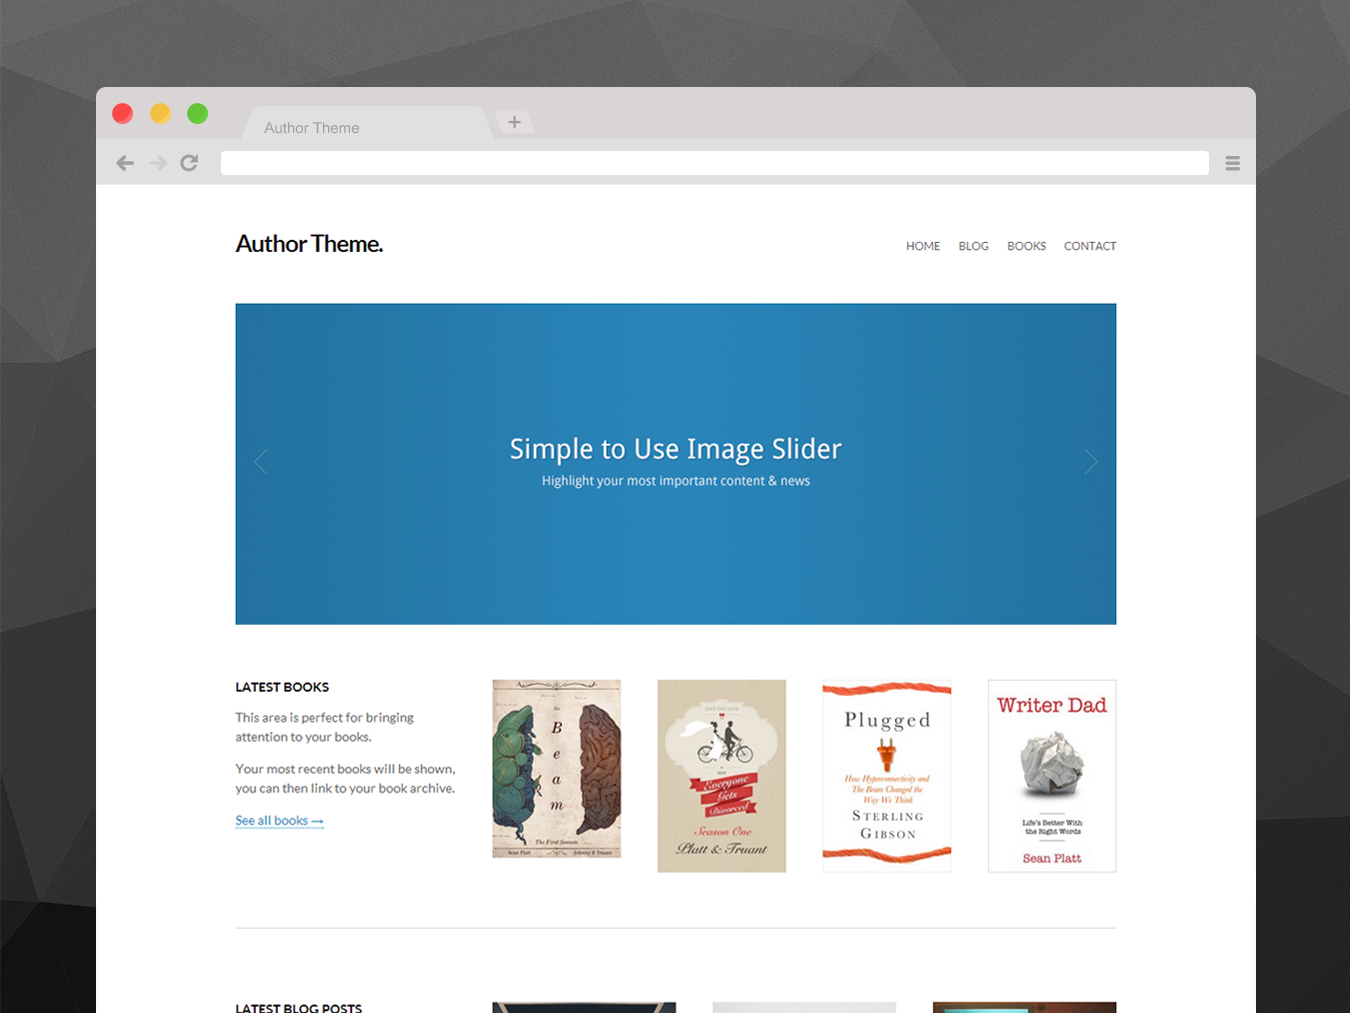 Author Theme
Author Theme.
HOME BLOG BOOKS CONTACT
Simple to Use Image Slider
Highlight your most important content & news
LATEST BOOKS
This area is perfect for bringing
attention to your books.
Your most recent books will be shown,
you can then link to your book archive.
See all books →
the
Beam
The First Season
Sean Platt Johnny B Truant
Everyone
Gets
Divorced
Season One
Platt & Truant
Plugged
How Hyperconnectivity and
The Beam Changed the
Way We Think
STERLING
GIBSON
Writer Dad
Life's Better With
the Right Words
Sean Platt
LATEST BLOG POSTS